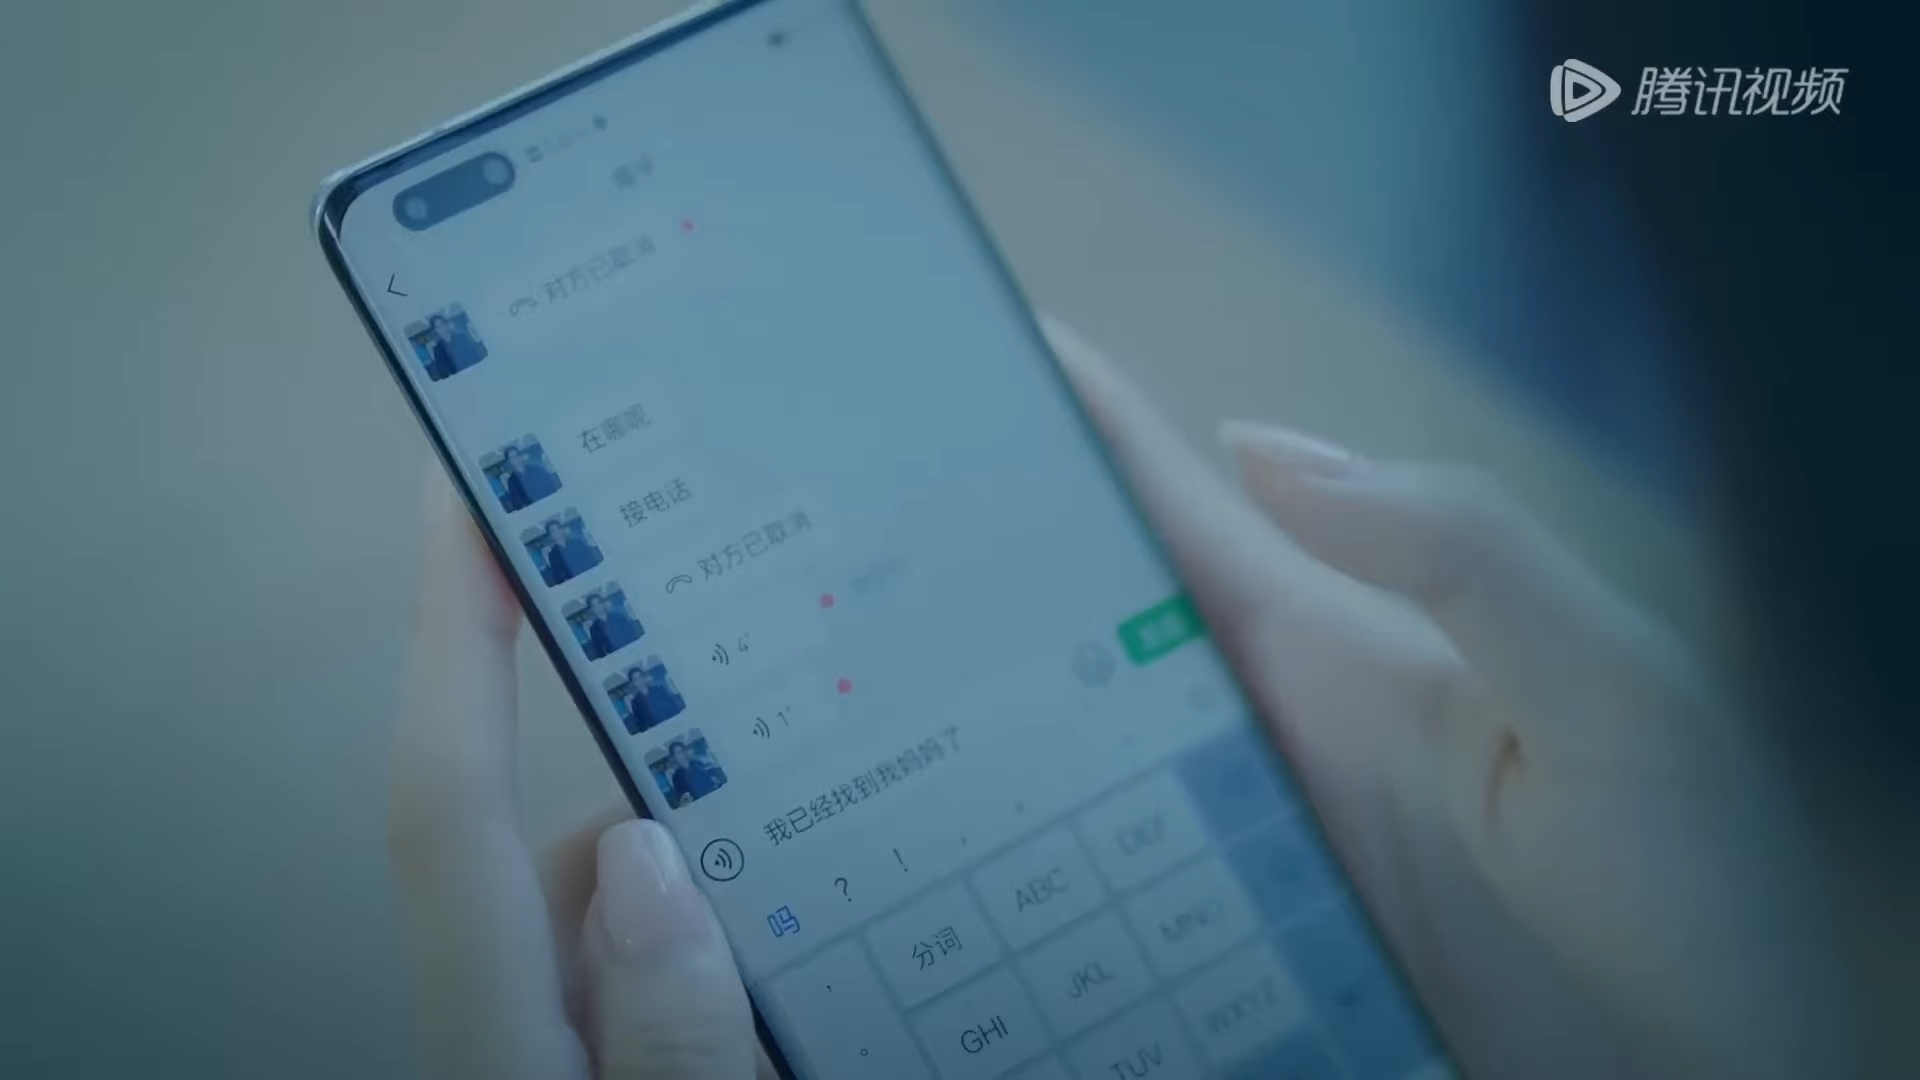 腾讯视频
对方已取消
在哪呢
接电话
对方已取消
4"
1"
我已经找到我妈妈了
吗 ? !
分词 ABC DEF
GHI JKL
TUV WXYZ